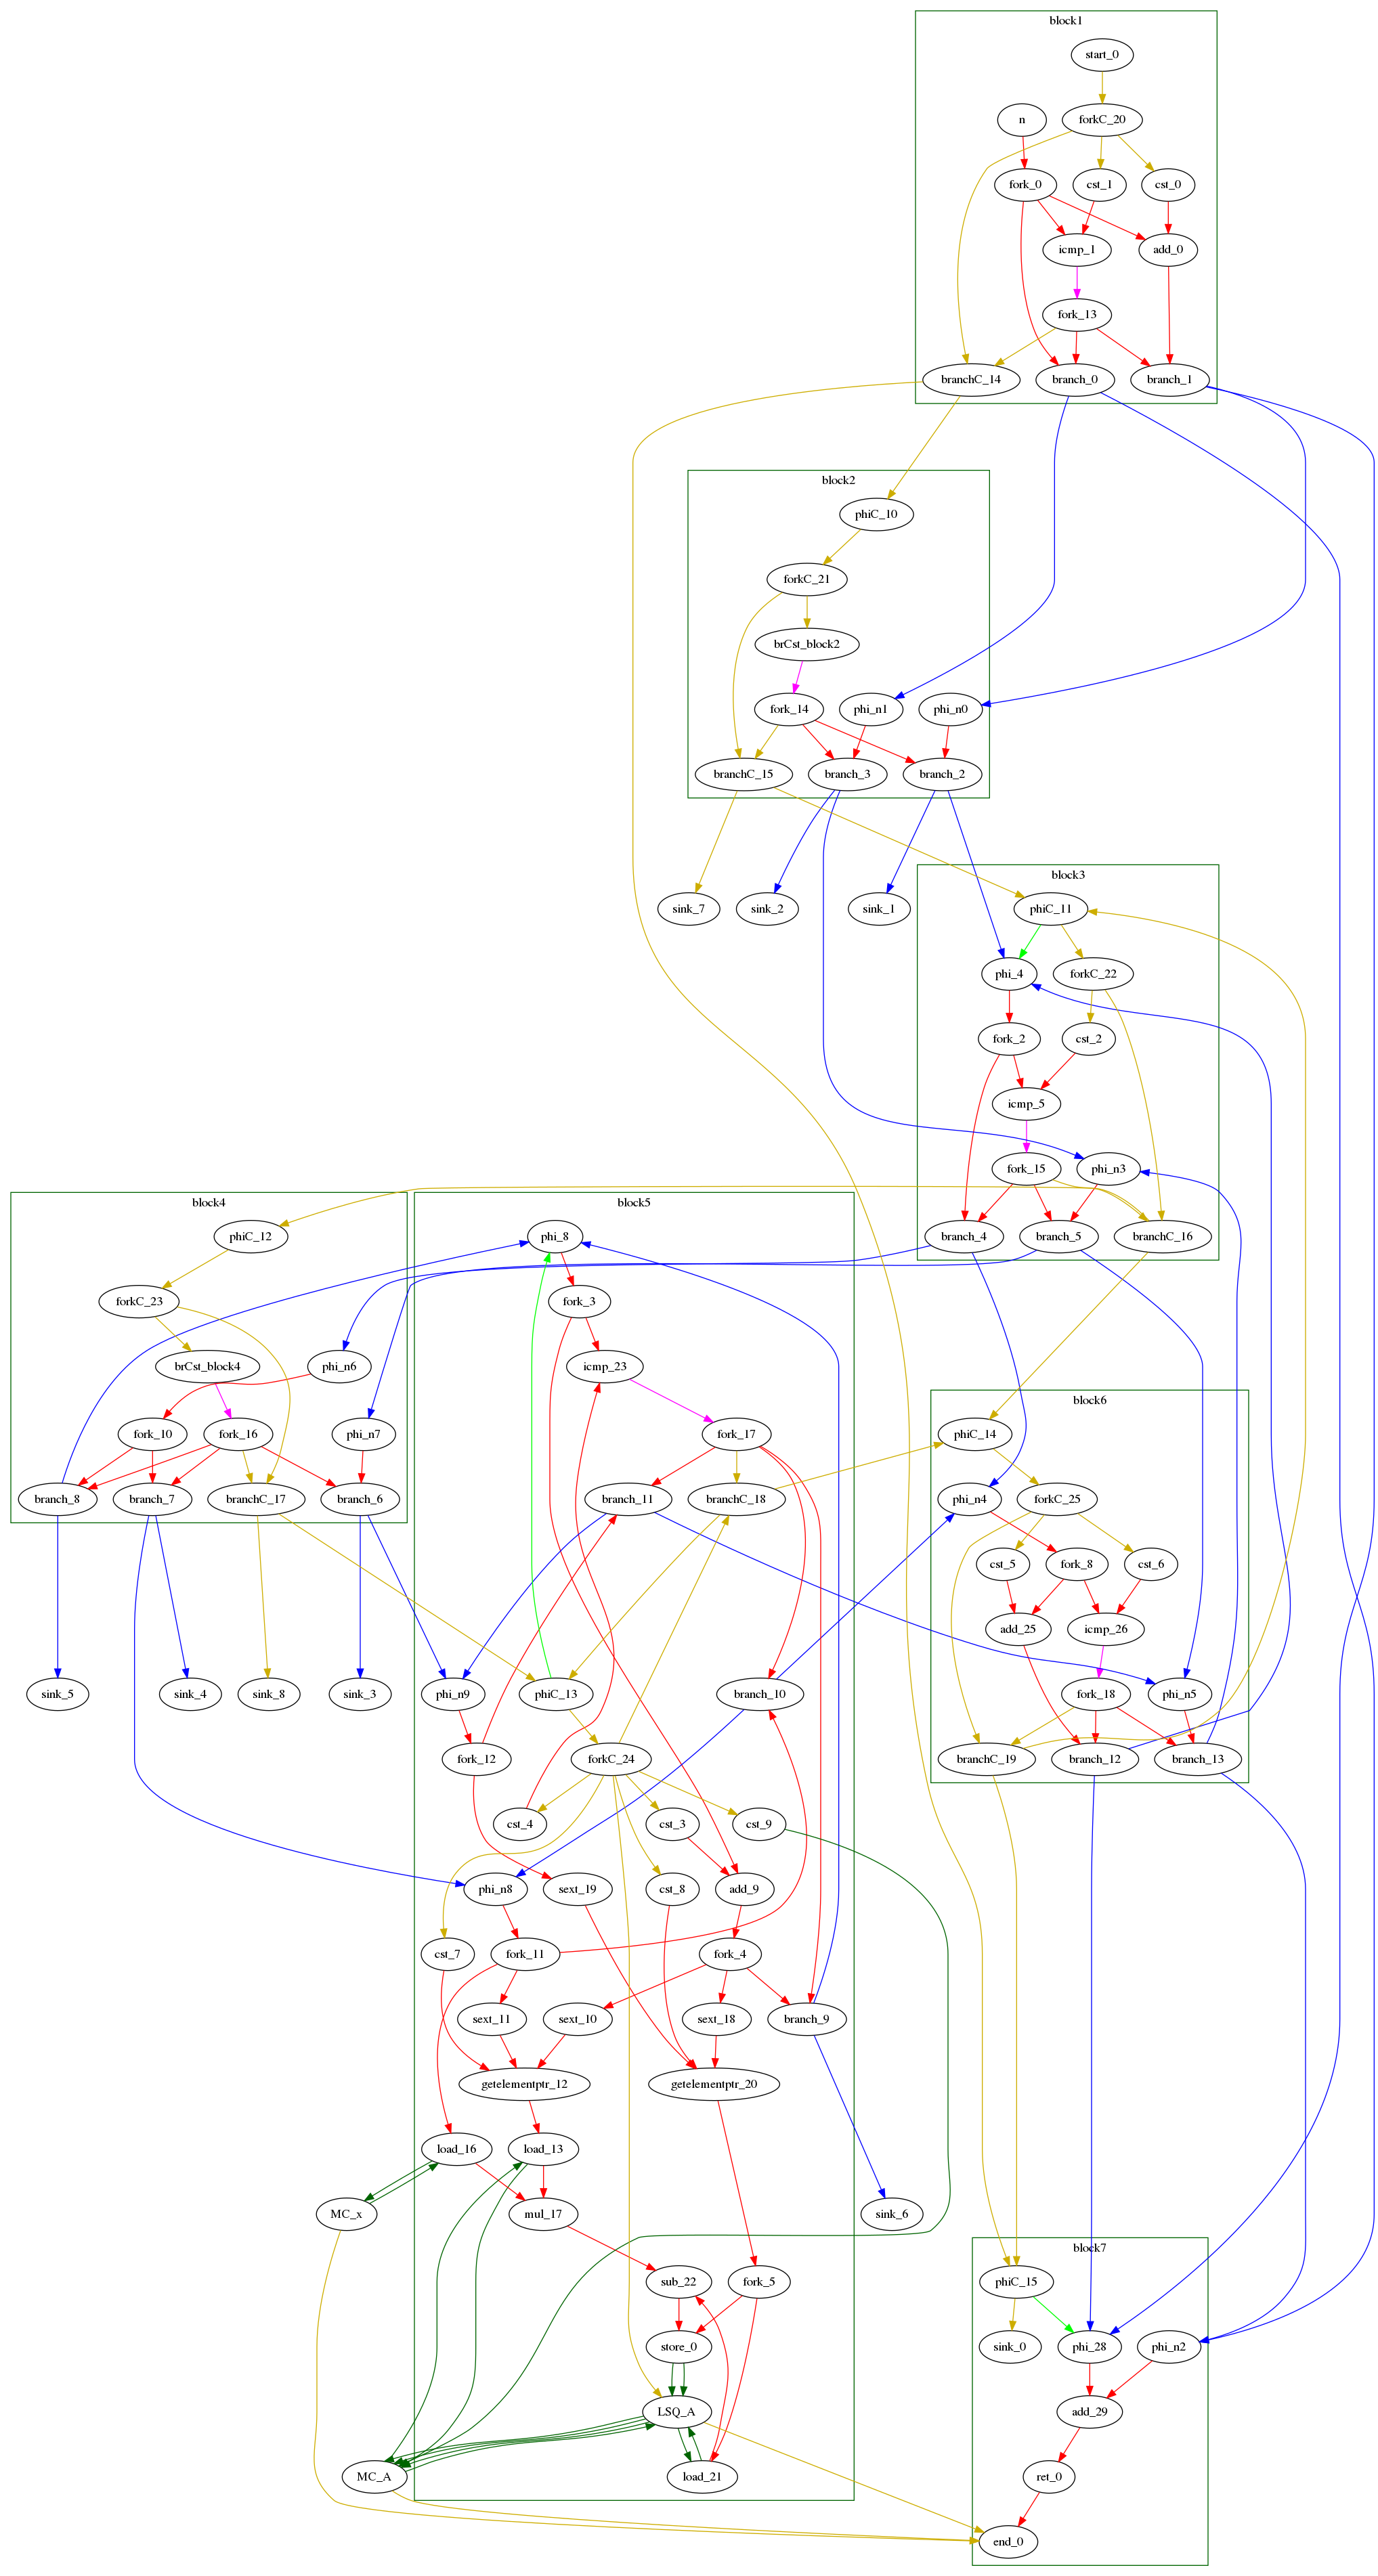 block1
start_0
n
forkC_20
fork_0
cst_1
cst_0
icmp_1
add_0
fork_13
branchC_14
branch_0
branch_1
block2
phiC_10
forkC_21
brCst_block2
fork_14
phi_n1
phi_n0
branchC_15
branch_3
branch_2
sink_7
sink_2
sink_1
block3
phiC_11
phi_4
forkC_22
fork_2
cst_2
icmp_5
fork_15
phi_n3
branch_4
branch_5
branchC_16
block4
phiC_12
forkC_23
brCst_block4
phi_n6
fork_10
fork_16
phi_n7
branch_8
branch_7
branchC_17
branch_6
sink_5
sink_4
sink_8
sink_3
block5
phi_8
fork_3
icmp_23
fork_17
branch_11
branchC_18
phi_n9
phiC_13
branch_10
fork_12
forkC_24
cst_4
cst_3
cst_9
phi_n8
sext_19
cst_8
add_9
cst_7
fork_11
fork_4
sext_11
sext_10
sext_18
branch_9
getelementptr_12
getelementptr_20
load_16
load_13
MC_x
mul_17
sink_6
sub_22
fork_5
store_0
LSQ_A
MC_A
load_21
block6
phiC_14
phi_n4
forkC_25
cst_5
fork_8
cst_6
add_25
icmp_26
fork_18
phi_n5
branchC_19
branch_12
branch_13
block7
phiC_15
sink_0
phi_28
phi_n2
add_29
ret_0
end_0